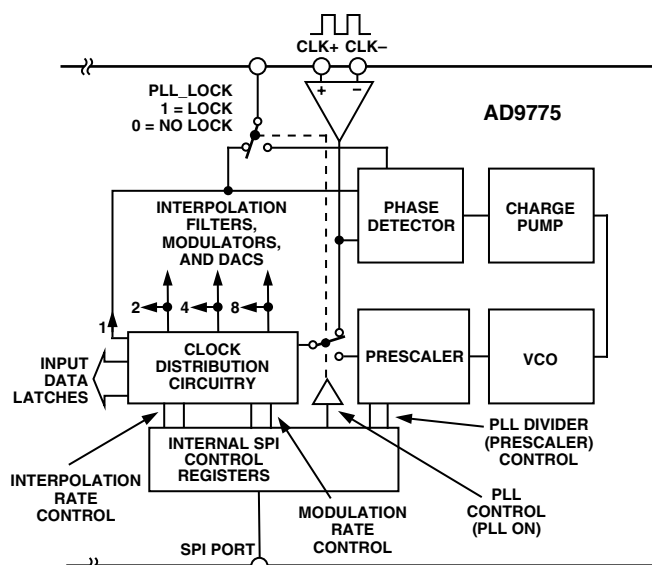 CLK+ CLK–
PLL_LOCK
1 = LOCK
0 = NO LOCK
+ –
AD9775
INTERPOLATION
FILTERS,
MODULATORS,
AND DACS
PHASE
DETECTOR
CHARGE
PUMP
2
4
8
1
CLOCK
DISTRIBUTION
CIRCUITRY
PRESCALER
VCO
INPUT
DATA
LATCHES
INTERNAL SPI
CONTROL
REGISTERS
PLL DIVIDER
(PRESCALER)
CONTROL
INTERPOLATION
RATE
CONTROL
MODULATION
RATE
CONTROL
PLL
CONTROL
(PLL ON)
SPI PORT